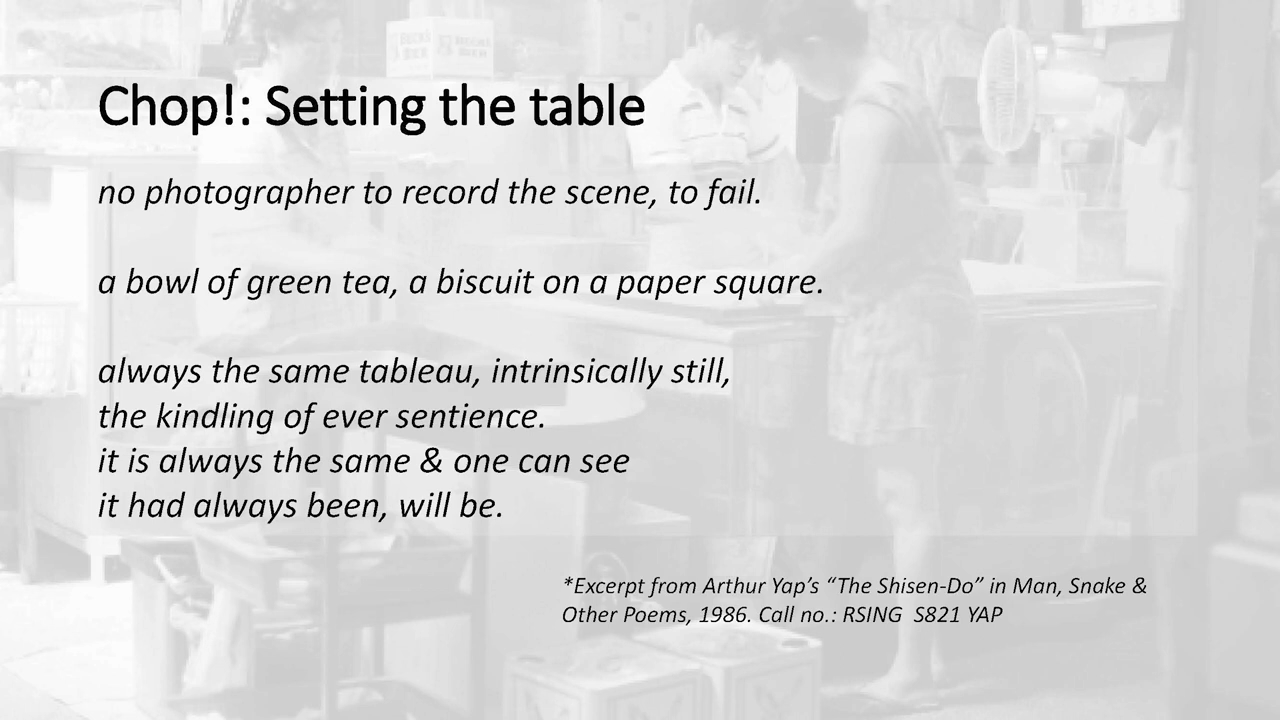 Chop!: Setting the table
no photographer to record the scene, to fail.
a bowl of green tea, a biscuit on a paper square.
always the same tableau, intrinsically still,
the kindling of ever sentience.
it is always the same & one can see
it had always been, will be.
*Excerpt from Arthur Yap’s “The Shisen-Do” in Man, Snake &
Other Poems, 1986. Call no.: RSING  S821 YAP